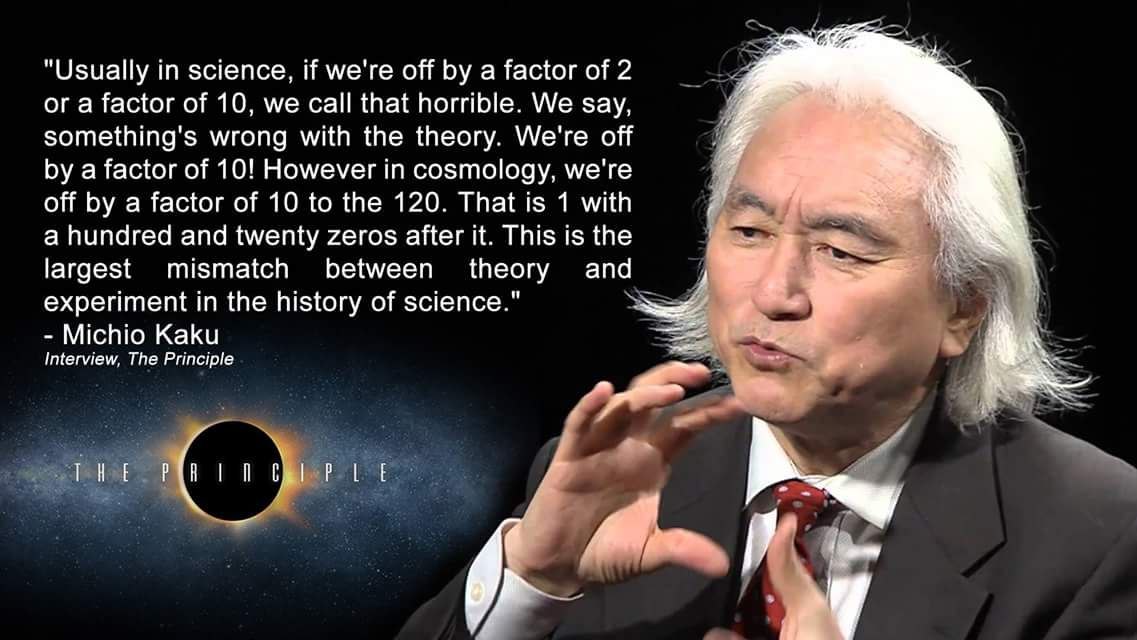 "Usually in science, if we're off by a factor of 2
or a factor of 10, we call that horrible. We say,
something's wrong with the theory. We're off
by a factor of 10! However in cosmology, we're
off by a factor of 10 to the 120. That is 1 with
a hundred and twenty zeros after it. This is the
largest mismatch between theory and
experiment in the history of science."
- Michio Kaku
Interview, The Principle
THE PRINCIPLE